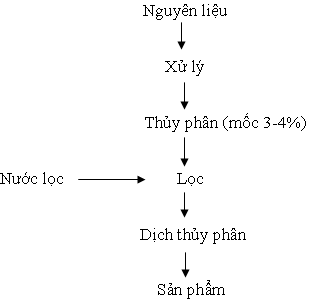 Nguyên liệu
Xử lý
Thủy phân (mốc 3-4%)
Nước lọc
Lọc
Dịch thủy phân
Sản phẩm